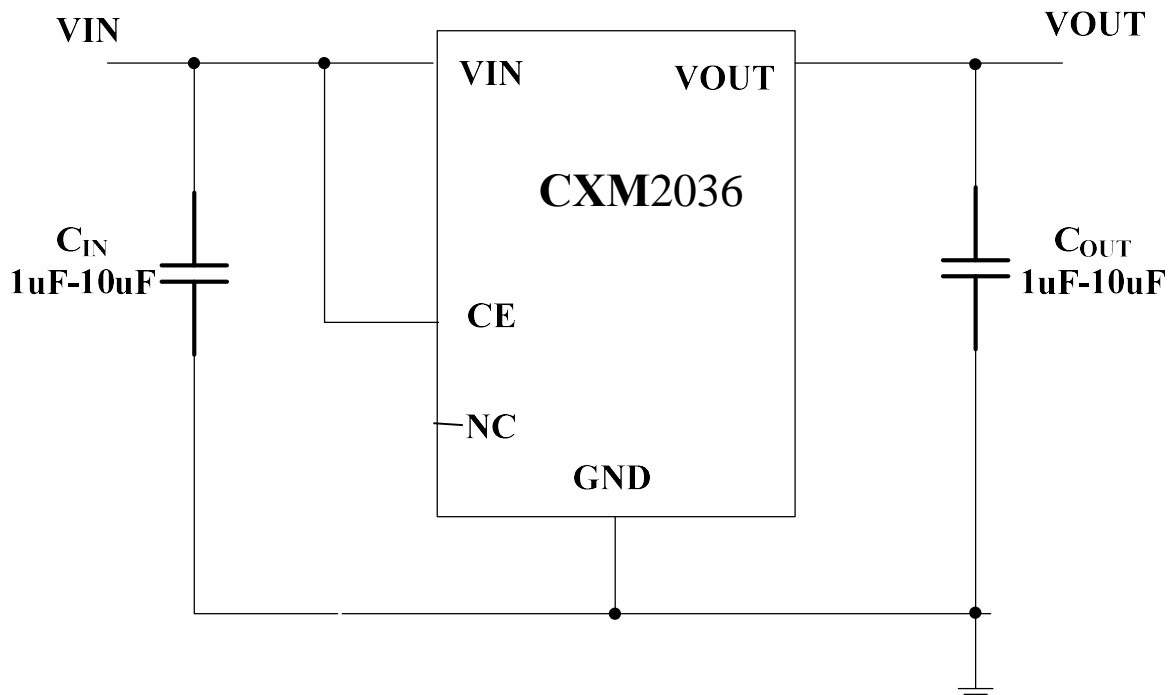 VIN
VOUT
VIN
VOUT
CXM2036
CIN
1uF-10uF
COUT
1uF-10uF
CE
NC
GND